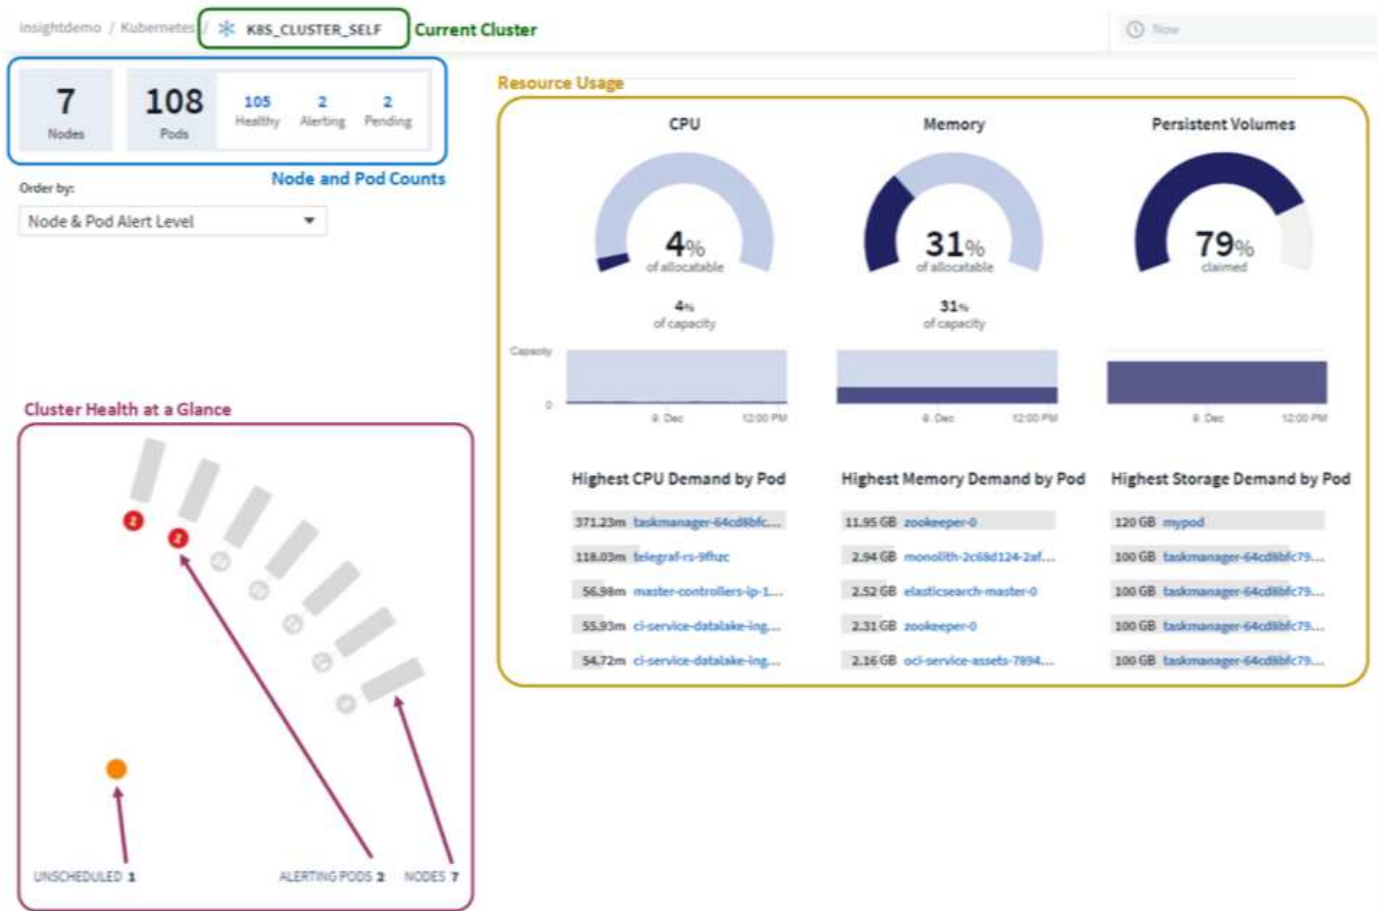 insightdemo / Kubernetes / K8S_CLUSTER_SELF Current Cluster
Now
7
Nodes
108
Pods
105
Healthy
2
Alerting
2
Pending
Node and Pod Counts
Order by:
Node & Pod Alert Level
Resource Usage
CPU
4%
of allocatable
4%
of capacity
Memory
31%
of allocatable
31%
of capacity
Persistent Volumes
79%
claimed
Capacity
0
9. Dec 12:00 PM
9. Dec 12:00 PM
9. Dec 12:00 PM
Highest CPU Demand by Pod
371.23m taskmanager-64cd8bfc...
118.03m telegraf-rs-9fhzc
56.98m master-controllers-ip-1...
55.93m ci-service-datalake-ing...
54.72m ci-service-datalake-ing...
Highest Memory Demand by Pod
11.95 GB zookeeper-0
2.94 GB monolith-2c68d124-2af...
2.52 GB elasticsearch-master-0
2.31 GB zookeeper-0
2.16 GB oci-service-assets-7894...
Highest Storage Demand by Pod
120 GB mypod
100 GB taskmanager-64cd8bfc79...
100 GB taskmanager-64cd8bfc79...
100 GB taskmanager-64cd8bfc79...
100 GB taskmanager-64cd8bfc79...
Cluster Health at a Glance
UNSCHEDULED 1
ALERTING PODS 2
NODES 7